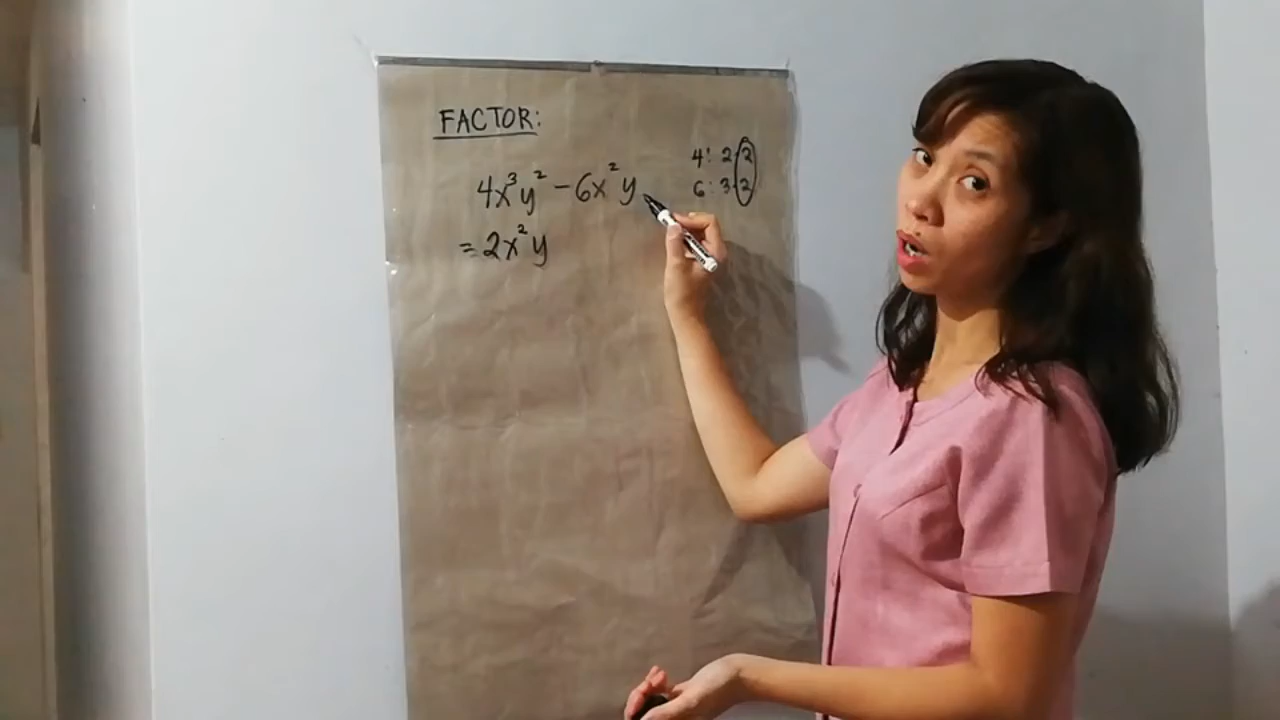 FACTOR:
4x³y² - 6x²y
= 2x²y
4: 2·2
6: 3·2